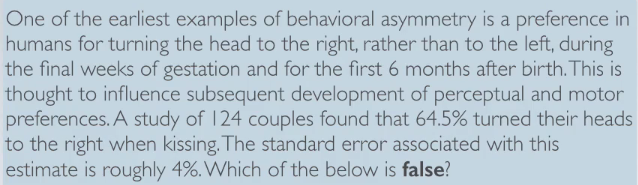 One of the earliest examples of behavioral asymmetry is a preference in
humans for turning the head to the right, rather than to the left, during
the final weeks of gestation and for the first 6 months after birth. This is
thought to influence subsequent development of perceptual and motor
preferences. A study of 124 couples found that 64.5% turned their heads
to the right when kissing. The standard error associated with this
estimate is roughly 4%. Which of the below is false?